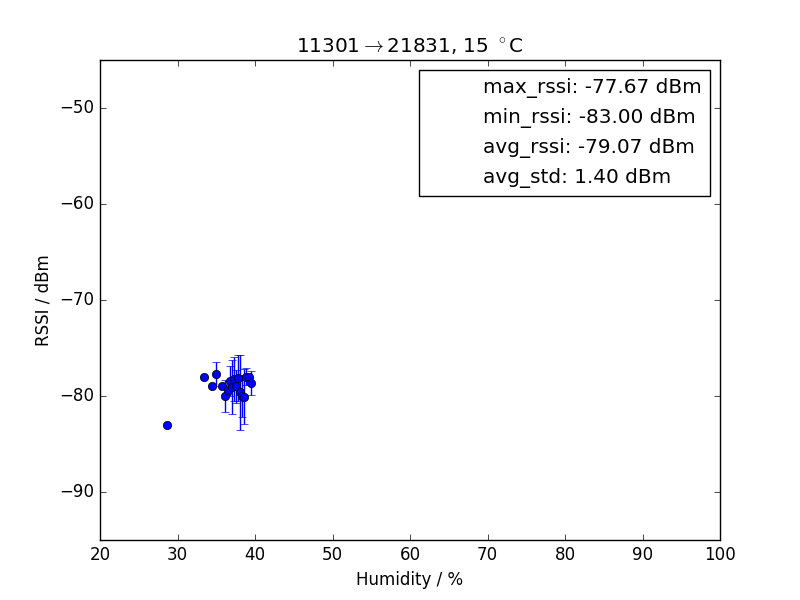 11301→21831, 15 °C
max_rssi: -77.67 dBm
min_rssi: -83.00 dBm
avg_rssi: -79.07 dBm
avg_std: 1.40 dBm
RSSI / dBm
−50
−60
−70
−80
−90
20 30 40 50 60 70 80 90 100
Humidity / %